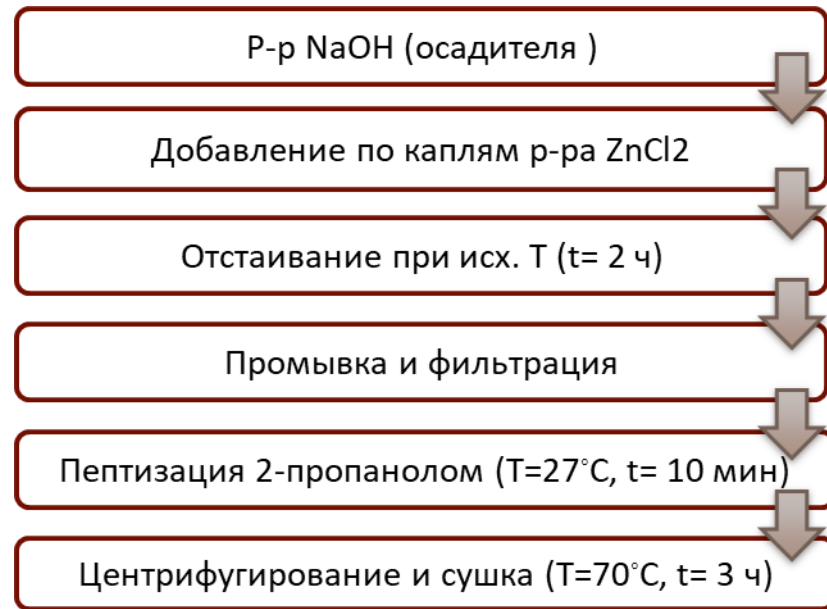 Р-р NaOH (осадителя )
Добавление по каплям р-ра ZnCl2
Отстаивание при исх. Т (t= 2 ч)
Промывка и фильтрация
Пептизация 2-пропанолом (Т=27°С, t= 10 мин)
Центрифугирование и сушка (Т=70°С, t= 3 ч)